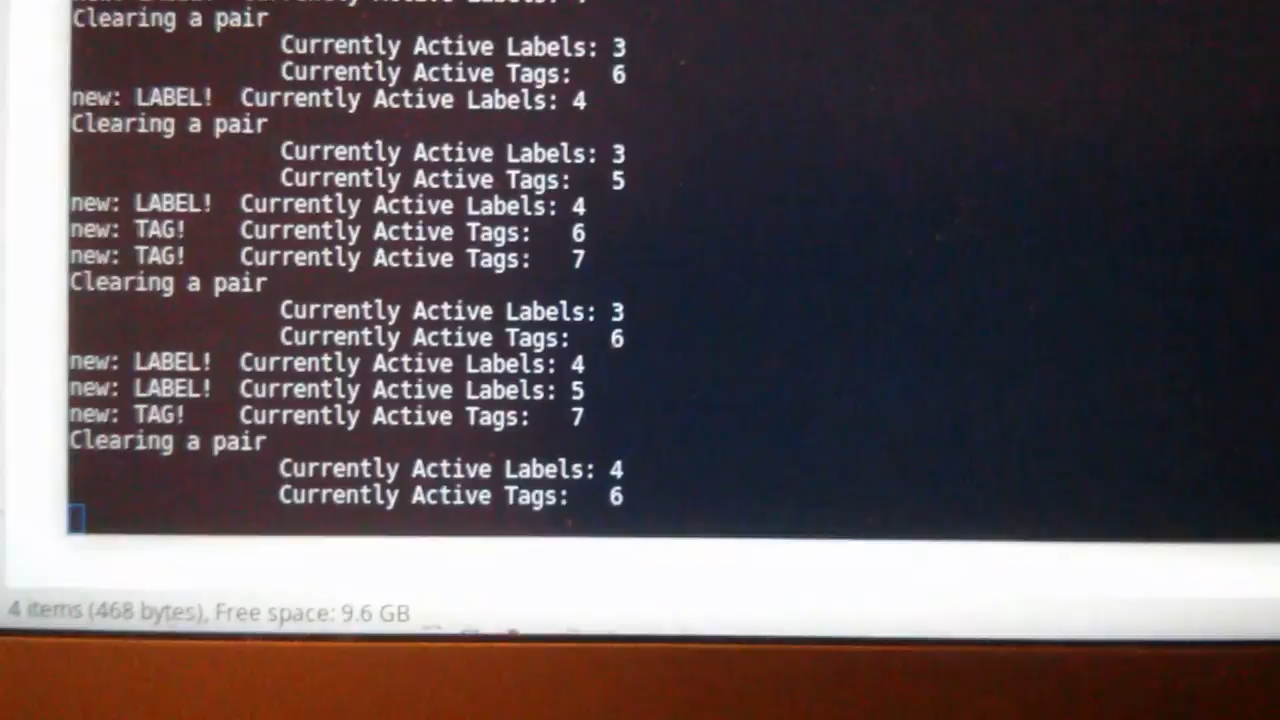 Clearing a pair
Currently Active Labels: 3
Currently Active Tags: 6
new: LABEL! Currently Active Labels: 4
Clearing a pair
Currently Active Labels: 3
Currently Active Tags: 5
new: LABEL! Currently Active Labels: 4
new: TAG! Currently Active Tags: 6
new: TAG! Currently Active Tags: 7
Clearing a pair
Currently Active Labels: 3
Currently Active Tags: 6
new: LABEL! Currently Active Labels: 4
new: LABEL! Currently Active Labels: 5
new: TAG! Currently Active Tags: 7
Clearing a pair
Currently Active Labels: 4
Currently Active Tags: 6
4 items (468 bytes), Free space: 9.6 GB